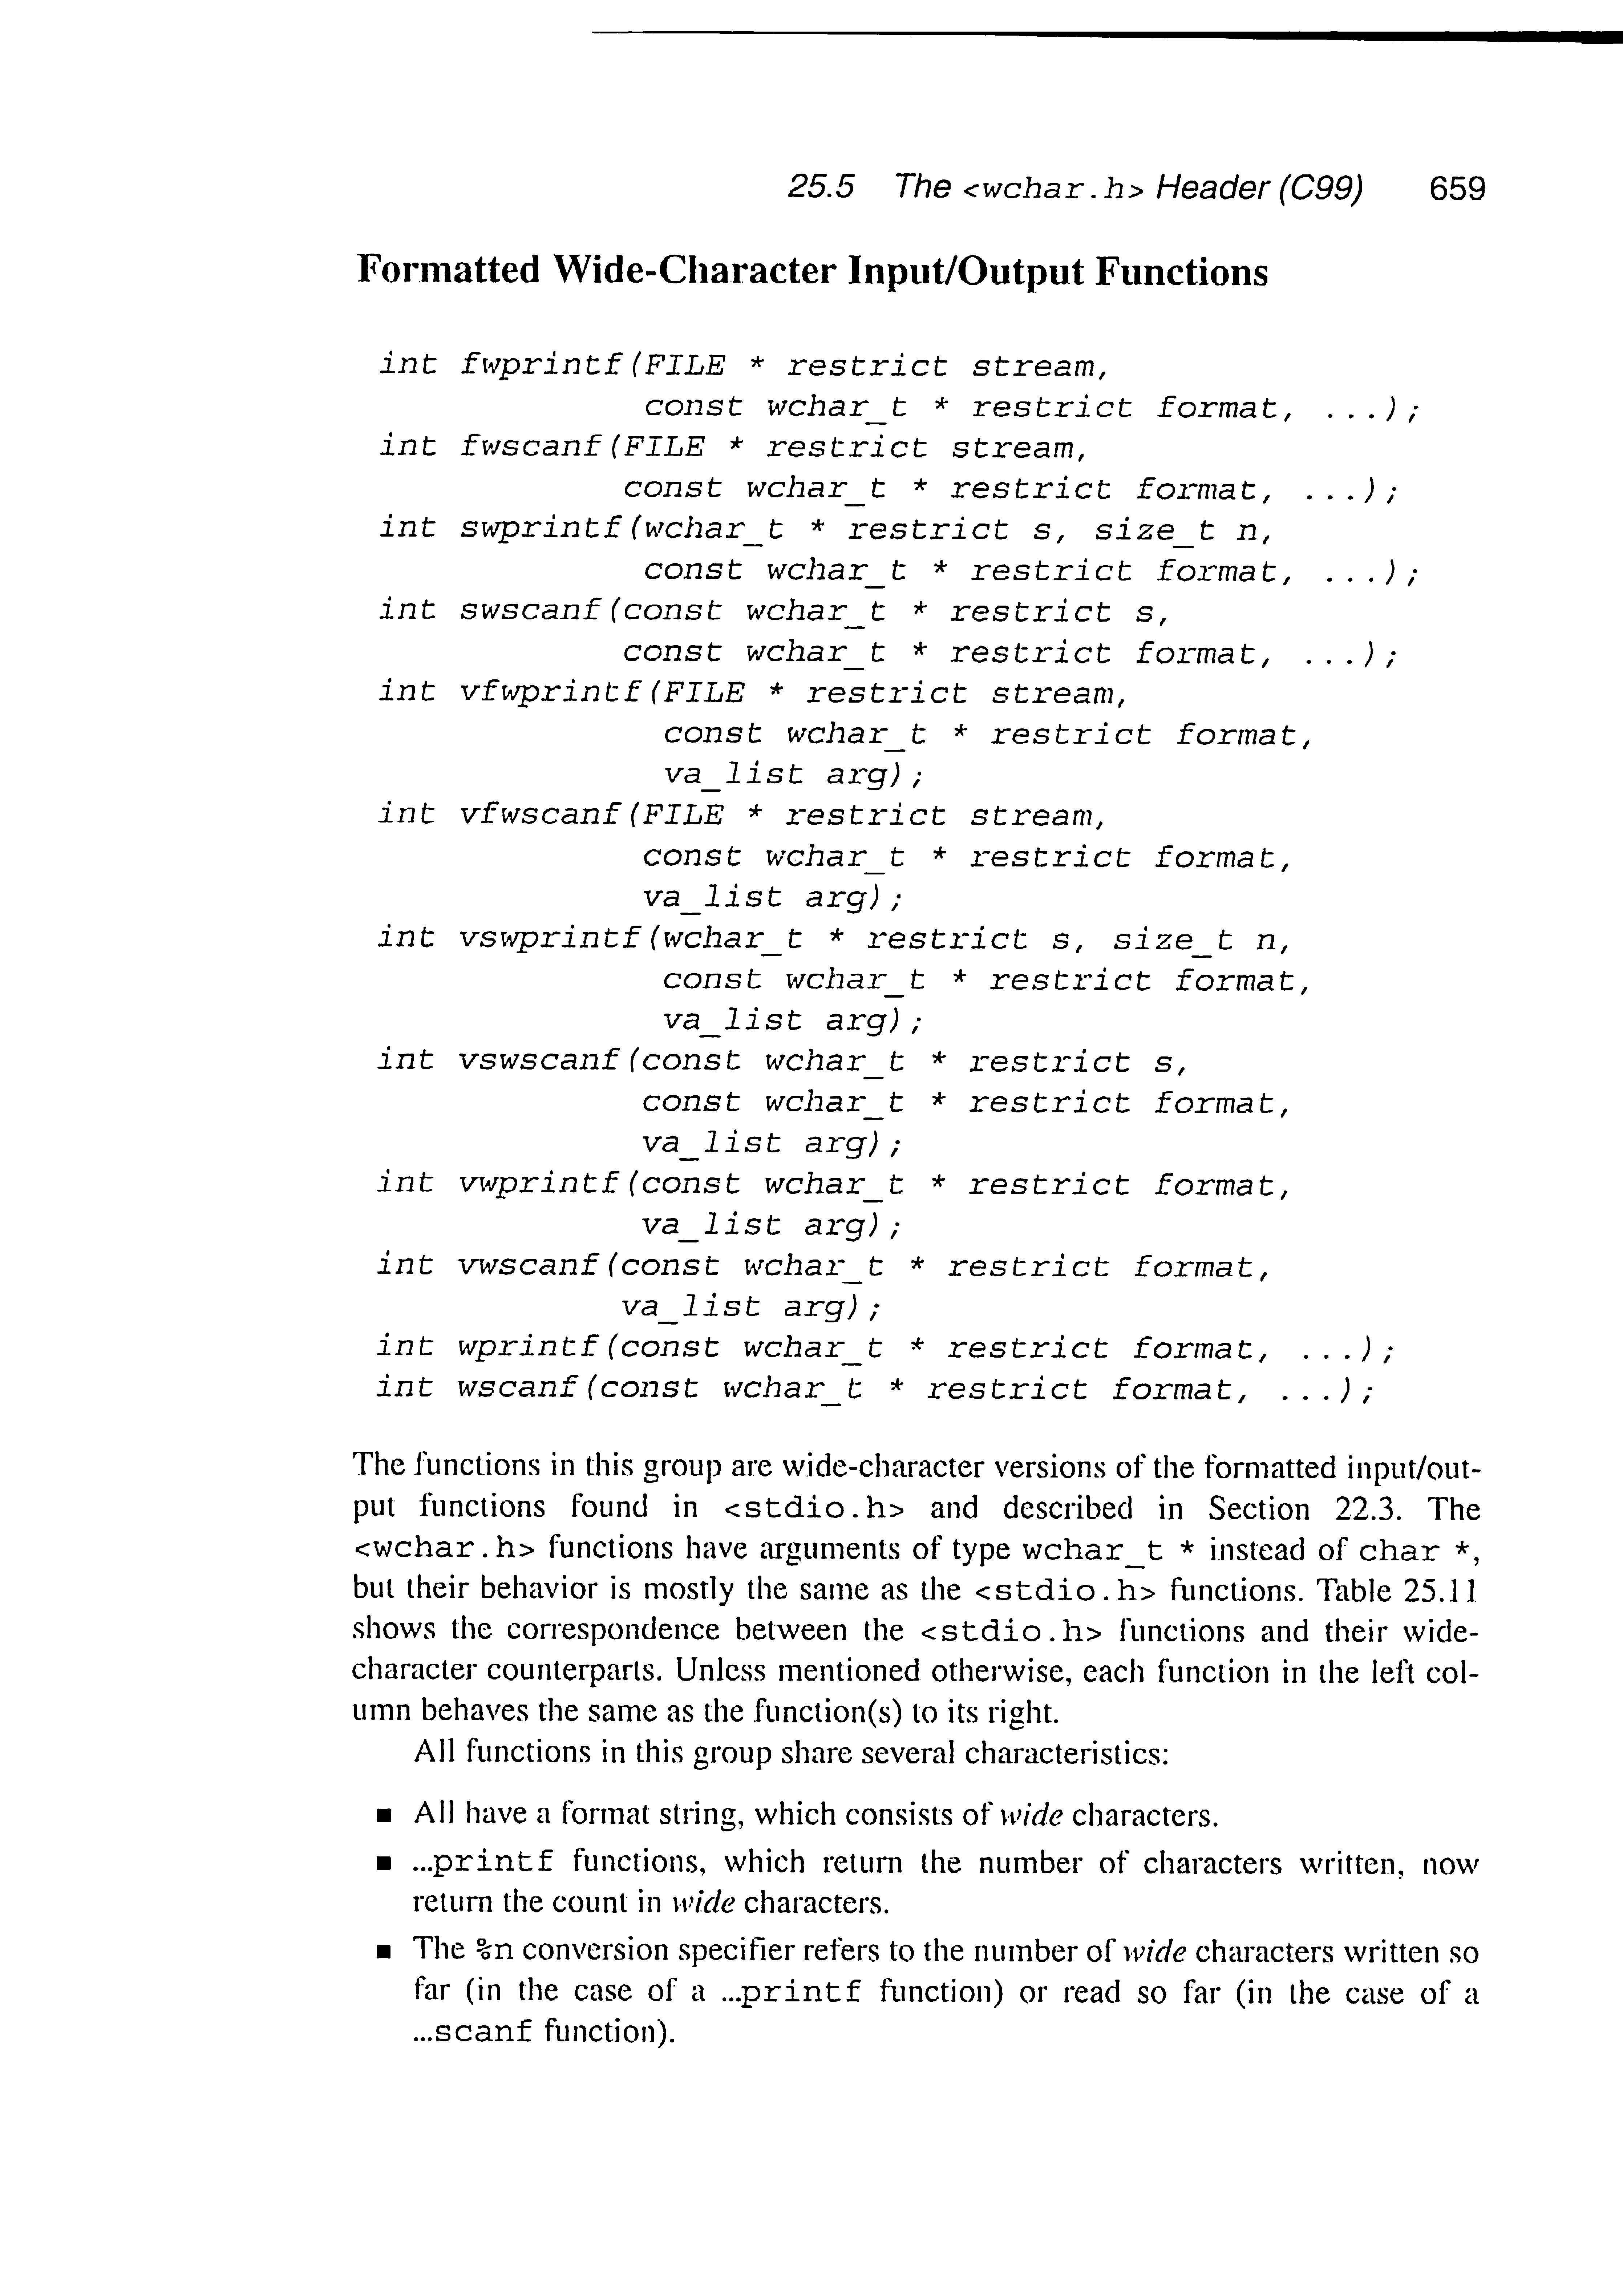 25.5 The <wchar.h> Header (C99) 659
Formatted Wide-Character Input/Output Functions
int fwprintf(FILE * restrict stream,
const wchar_t * restrict format, ...);
int fwscanf(FILE * restrict stream,
const wchar_t * restrict format, ...);
int swprintf(wchar_t * restrict s, size_t n,
const wchar_t * restrict format, ...);
int swscanf(const wchar_t * restrict s,
const wchar_t * restrict format, ...);
int vfwprintf(FILE * restrict stream,
const wchar_t * restrict format,
va_list arg);
int vfwscanf(FILE * restrict stream,
const wchar_t * restrict format,
va_list arg);
int vswprintf(wchar_t * restrict s, size_t n,
const wchar_t * restrict format,
va_list arg);
int vswscanf(const wchar_t * restrict s,
const wchar_t * restrict format,
va_list arg);
int vwprintf(const wchar_t * restrict format,
va_list arg);
int vwscanf(const wchar_t * restrict format,
va_list arg);
int wprintf(const wchar_t * restrict format, ...);
int wscanf(const wchar_t * restrict format, ...);
The functions in this group are wide-character versions of the formatted input/out-
put functions found in <stdio.h> and described in Section 22.3. The
<wchar.h> functions have arguments of type wchar_t * instead of char *,
but their behavior is mostly the same as the <stdio.h> functions. Table 25.11
shows the correspondence between the <stdio.h> functions and their wide-
character counterparts. Unless mentioned otherwise, each function in the left col-
umn behaves the same as the function(s) to its right.
All functions in this group share several characteristics:
■ All have a format string, which consists of wide characters.
■ ...printf functions, which return the number of characters written, now
return the count in wide characters.
■ The %n conversion specifier refers to the number of wide characters written so
far (in the case of a ...printf function) or read so far (in the case of a
...scanf function).